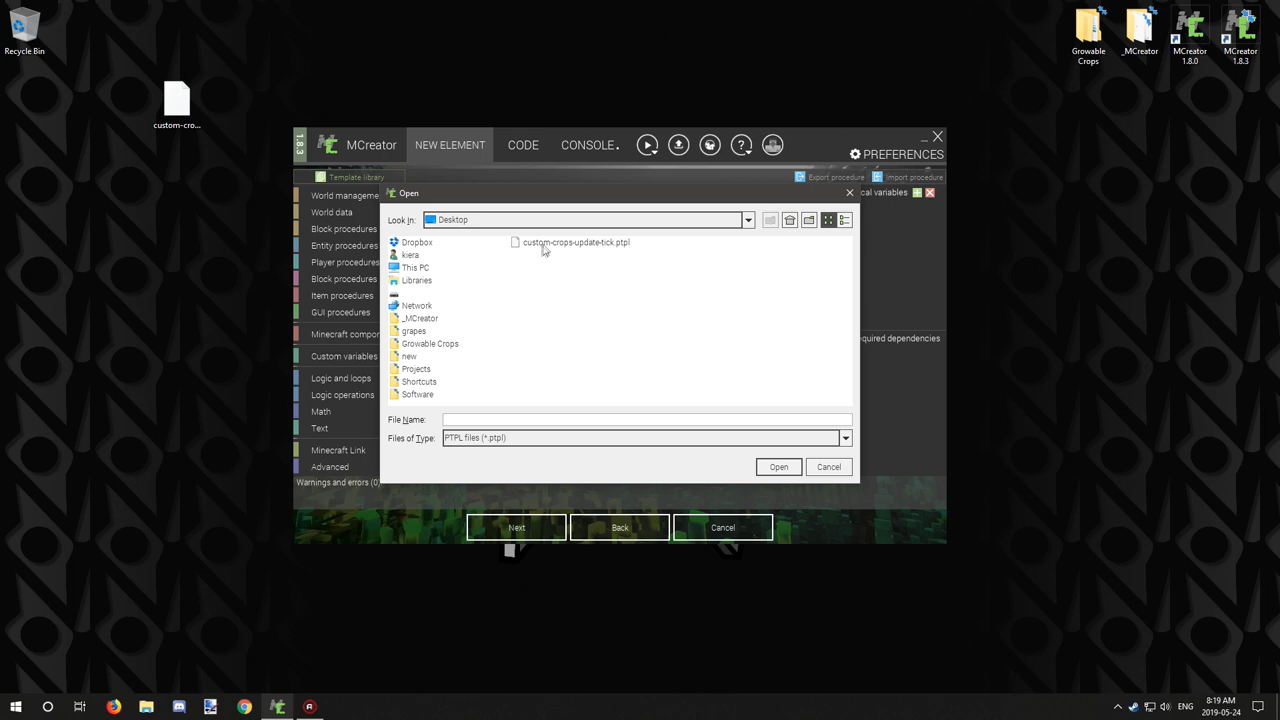 Recycle Bin
custom-cro...
Growable Crops
_MCreator
MCreator 1.8.0
MCreator 1.8.3
1.8.3
MCreator
NEW ELEMENT
CODE
CONSOLE.
PREFERENCES
Template library
Export procedure
Import procedure
World manageme
World data
Block procedures
Entity procedures
Player procedures
Block procedures
Item procedures
GUI procedures
Minecraft compor
Custom variables
Logic and loops
Logic operations
Math
Text
Minecraft Link
Advanced
Warnings and errors (0)
cal variables
equired dependencies
Open
Look In:
Desktop
Dropbox
kiera
This PC
Libraries
Network
_MCreator
grapes
Growable Crops
new
Projects
Shortcuts
Software
custom-crops-update-tick.ptpl
File Name:
Files of Type:
PTPL files (*.ptpl)
Open
Cancel
Next
Back
Cancel
ENG
8:19 AM
2019-05-24